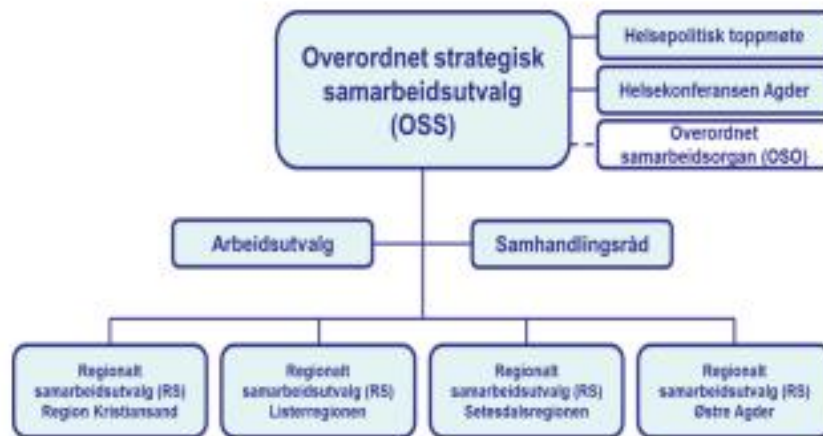 Overordnet strategisk
samarbeidsutvalg
(OSS)
Helsepolitisk toppmøte
Helsekonferansen Agder
Overordnet
samarbeidsorgan (OSO)
Arbeidsutvalg
Samhandlingsråd
Regionalt
samarbeidsutvalg (RS)
Region Kristiansand
Regionalt
samarbeidsutvalg (RS)
Listerregionen
Regionalt
samarbeidsutvalg (RS)
Setesdalsregionen
Regionalt
samarbeidsutvalg (RS)
Østre Agder